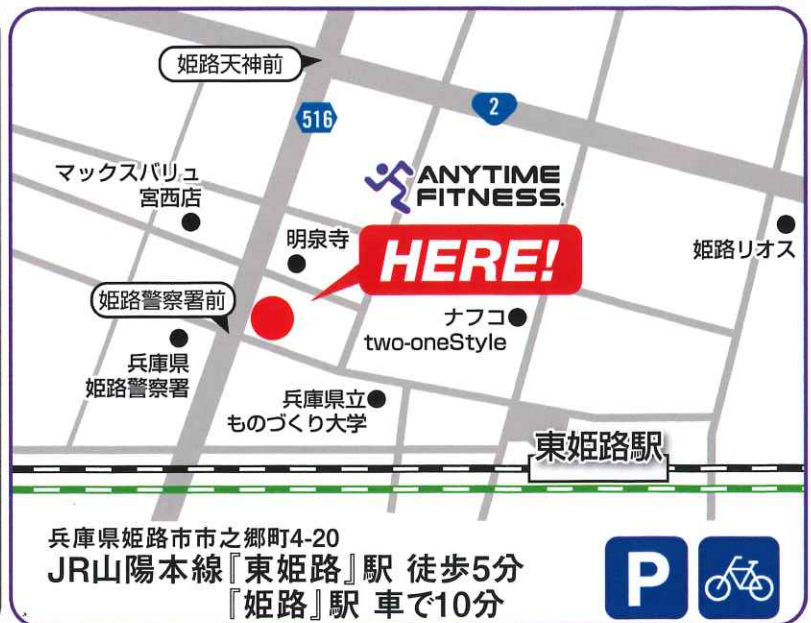 姫路天神前
516
2
マックスバリュ
宮西店
ANYTIME
FITNESS.
明泉寺
HERE!
姫路リオス
姫路警察署前
ナフコ
two-oneStyle
兵庫県
姫路警察署
兵庫県立
ものづくり大学
東姫路駅
兵庫県姫路市市之郷町4-20
JR山陽本線『東姫路』駅 徒歩5分
『姫路』駅 車で10分
P